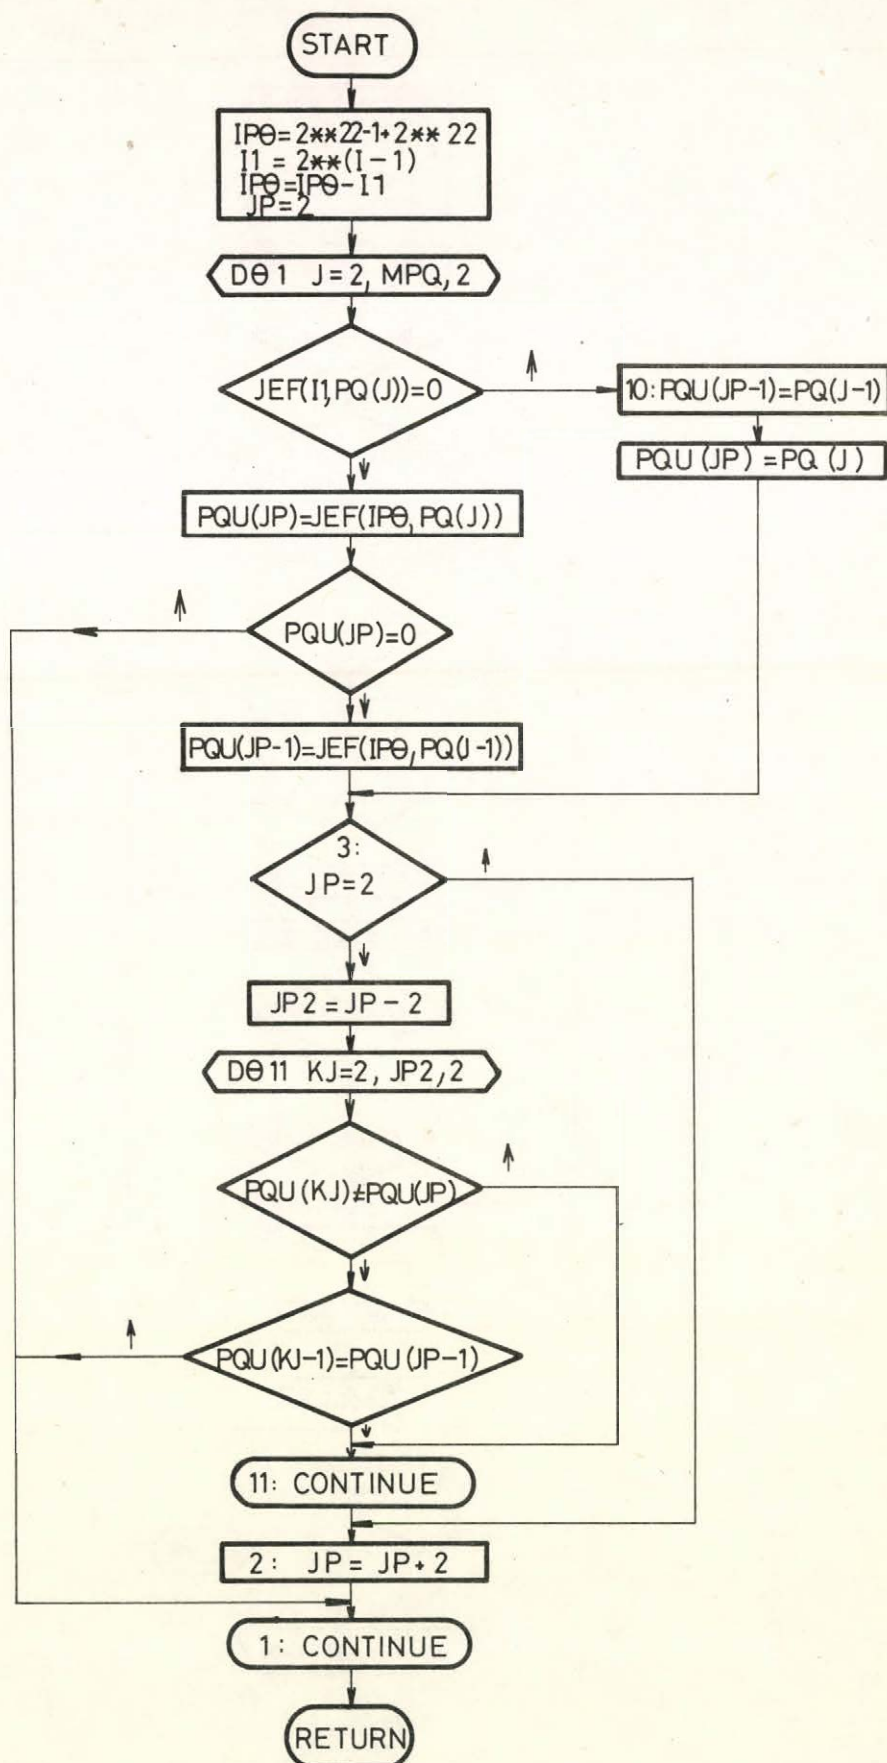 START
IPΘ=2**22-1+2**22
I1 = 2**(I-1)
IPΘ=IPΘ-I1
JP=2
DΘ 1 J=2, MPQ, 2
JEF(I1,PQ(J))=0
10:PQU(JP-1)=PQ(J-1)
PQU(JP)=PQ(J)
PQU(JP)=JEF(IPΘ,PQ(J))
PQU(JP)=0
PQU(JP-1)=JEF(IPΘ,PQ(J-1))
3:
JP=2
JP2=JP-2
DΘ 11 KJ=2, JP2,2
PQU(KJ)≠PQU(JP)
PQU(KJ-1)=PQU(JP-1)
11: CONTINUE
2: JP = JP+2
1: CONTINUE
RETURN